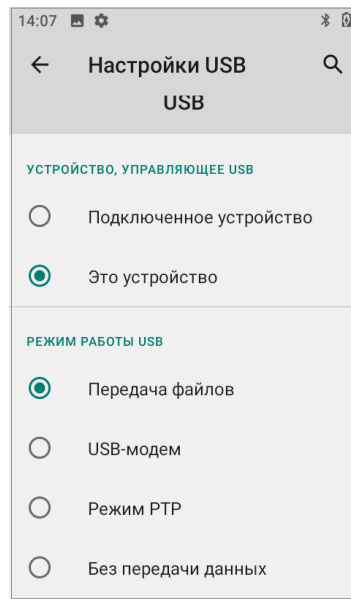 14:07
Настройки USB
USB
УСТРОЙСТВО, УПРАВЛЯЮЩЕЕ USB
Подключенное устройство
Это устройство
РЕЖИМ РАБОТЫ USB
Передача файлов
USB-модем
Режим PTP
Без передачи данных